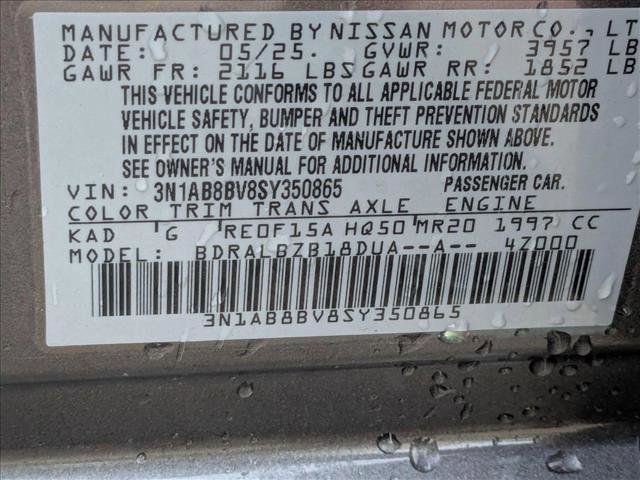 MANUFACTURED BY NISSAN MOTOR CO., LT
DATE: 05/25. GVWR: 3957 LB
GAWR FR: 2116 LBS GAWR RR: 1852 LB
THIS VEHICLE CONFORMS TO ALL APPLICABLE FEDERAL MOTOR
VEHICLE SAFETY, BUMPER AND THEFT PREVENTION STANDARDS
IN EFFECT ON THE DATE OF MANUFACTURE SHOWN ABOVE.
SEE OWNER'S MANUAL FOR ADDITIONAL INFORMATION.
VIN: 3N1AB8BV8SY350865 PASSENGER CAR.
COLOR TRIM TRANS AXLE ENGINE
KAD G RE0F15A HQ50 MR20 1997 CC
MODEL: BDRALBZB18DUA--A-- 4Z000
3N1AB8BV8SY350865